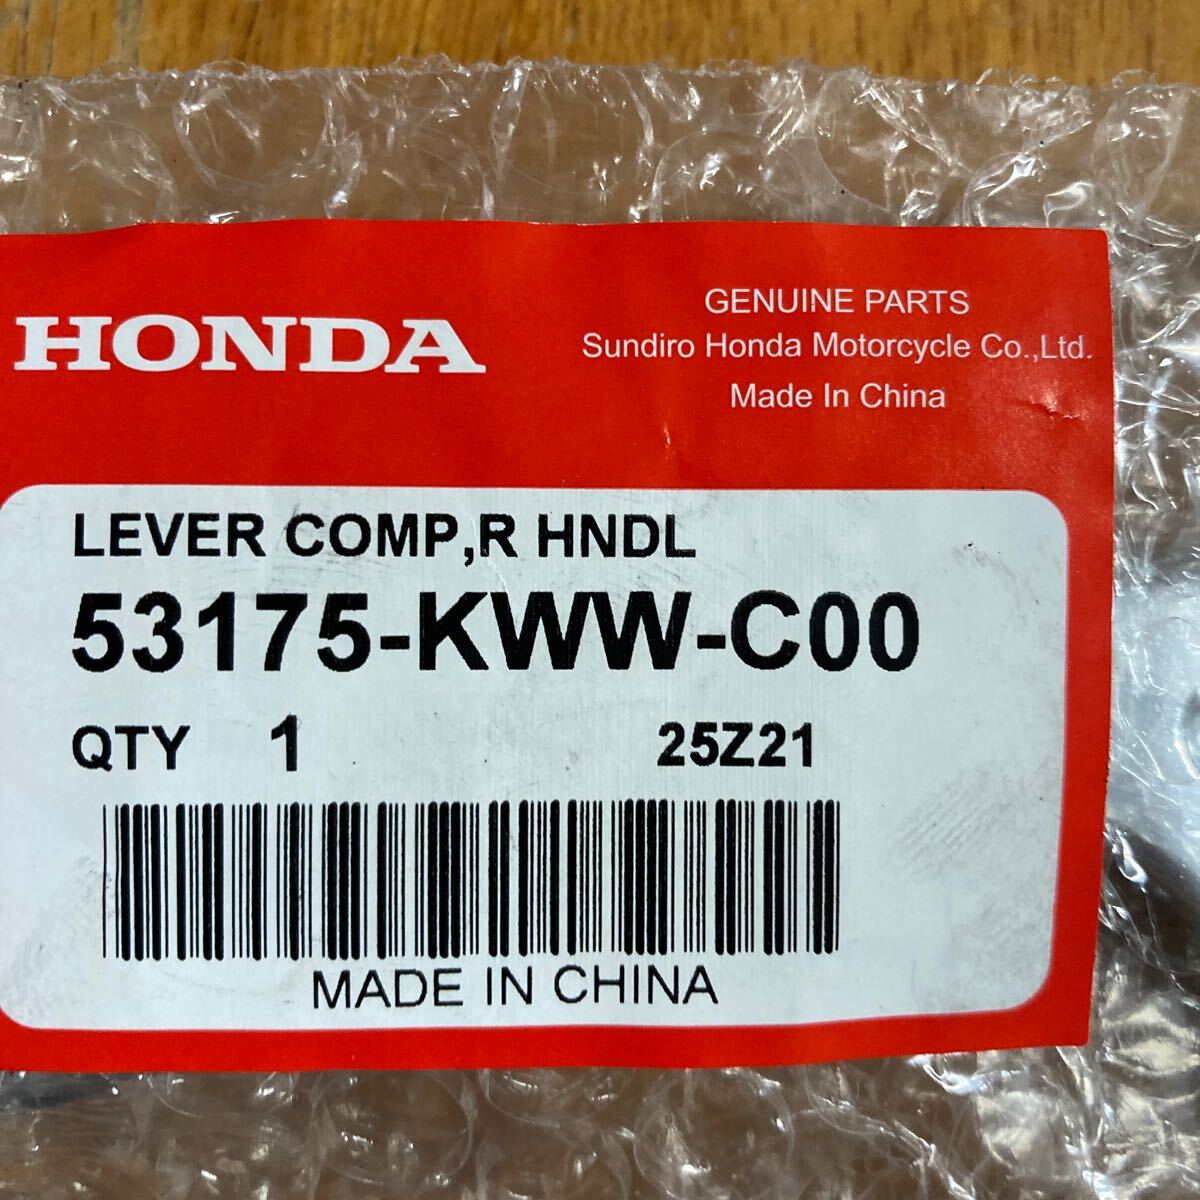 HONDA
GENUINE PARTS
Sundiro Honda Motorcycle Co.,Ltd.
Made In China
LEVER COMP,R HNDL
53175-KWW-C00
QTY 1 25Z21
MADE IN CHINA